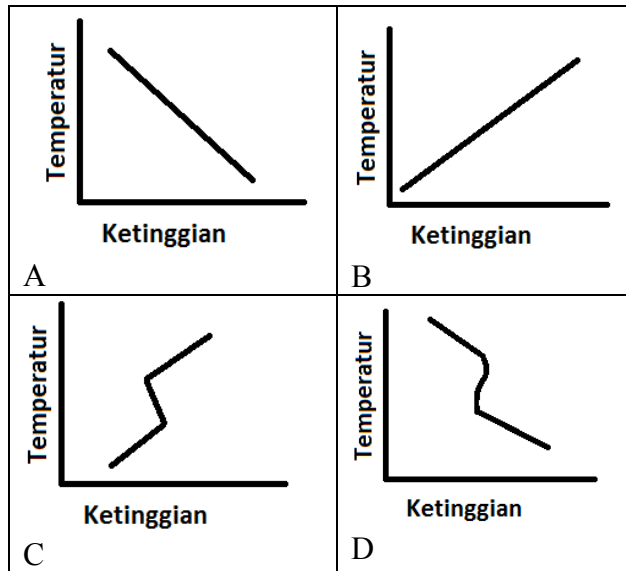 Temperatur
Ketinggian
A
Temperatur
Ketinggian
B
Temperatur
Ketinggian
C
Temperatur
Ketinggian
D